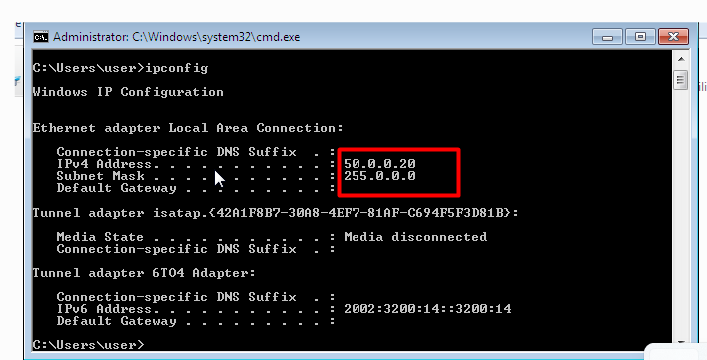 Administrator: C:\Windows\system32\cmd.exe
C:\Users\user>ipconfig
Windows IP Configuration
Ethernet adapter Local Area Connection:
Connection-specific DNS Suffix . :
IPv4 Address. . . . . . . . . . . : 50.0.0.20
Subnet Mask . . . . . . . . . . . : 255.0.0.0
Default Gateway . . . . . . . . . :
Tunnel adapter isatap.{42A1F8B7-30A8-4EF7-81AF-C694F5F3D81B}:
Media State . . . . . . . . . . . : Media disconnected
Connection-specific DNS Suffix . :
Tunnel adapter 6TO4 Adapter:
Connection-specific DNS Suffix . :
IPv6 Address. . . . . . . . . . . : 2002:3200:14::3200:14
Default Gateway . . . . . . . . . :
C:\Users\user>